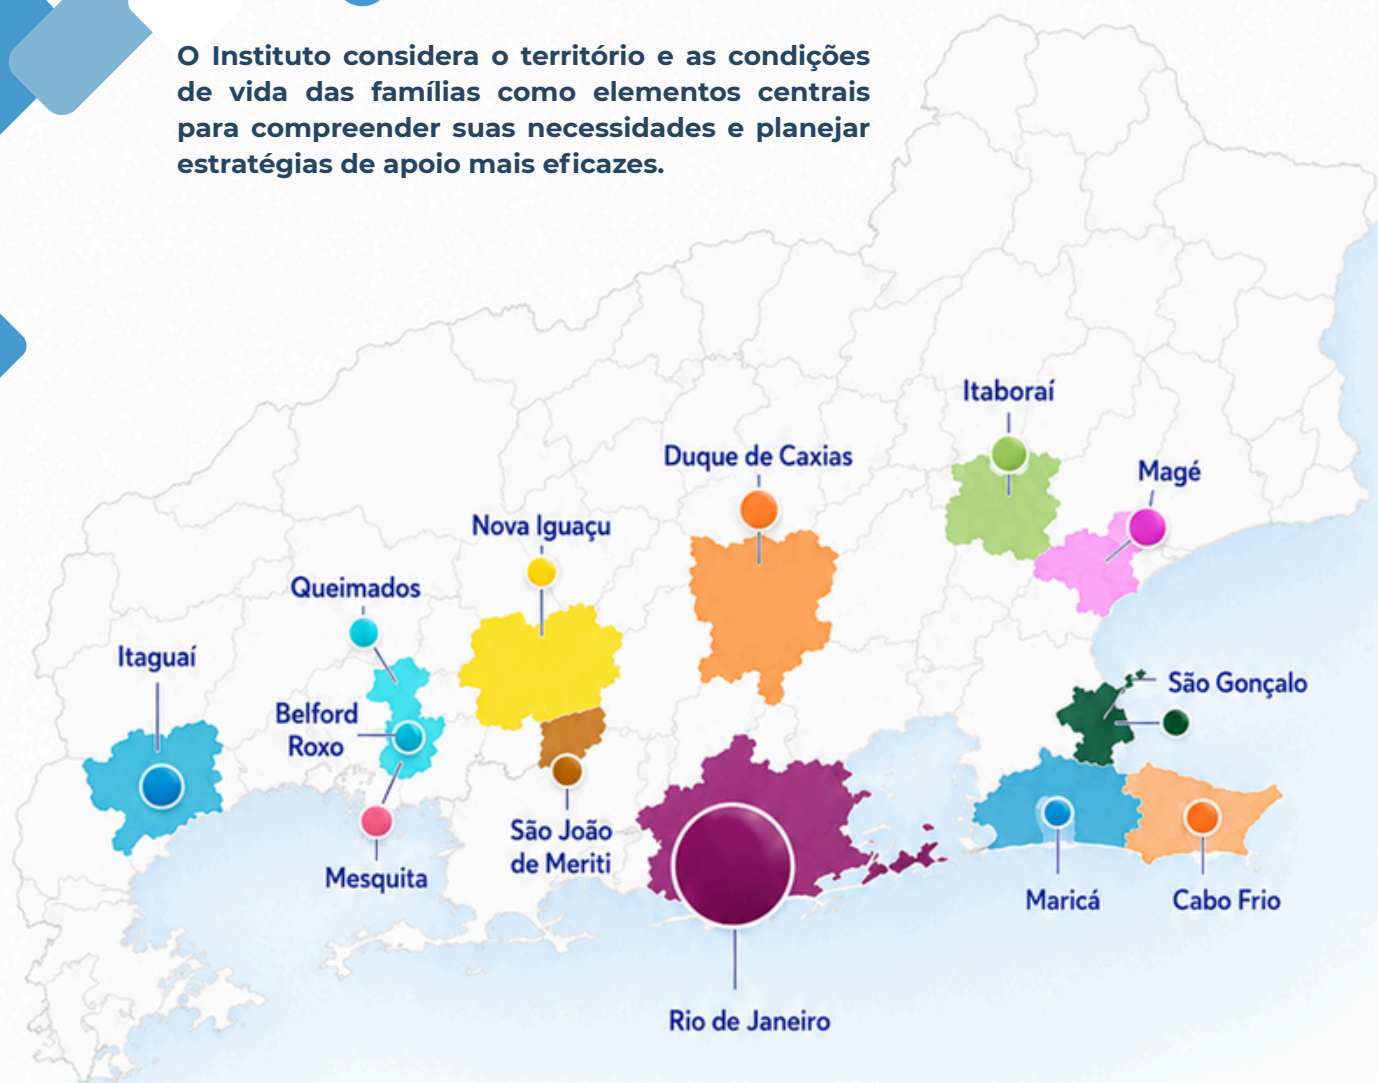 O Instituto considera o território e as condições
de vida das famílias como elementos centrais
para compreender suas necessidades e planejar
estratégias de apoio mais eficazes.
Itaboraí
Duque de Caxias
Magé
Nova Iguaçu
Queimados
Itaguaí
São Gonçalo
Belford
Roxo
São João
de Meriti
Mesquita
Maricá
Cabo Frio
Rio de Janeiro